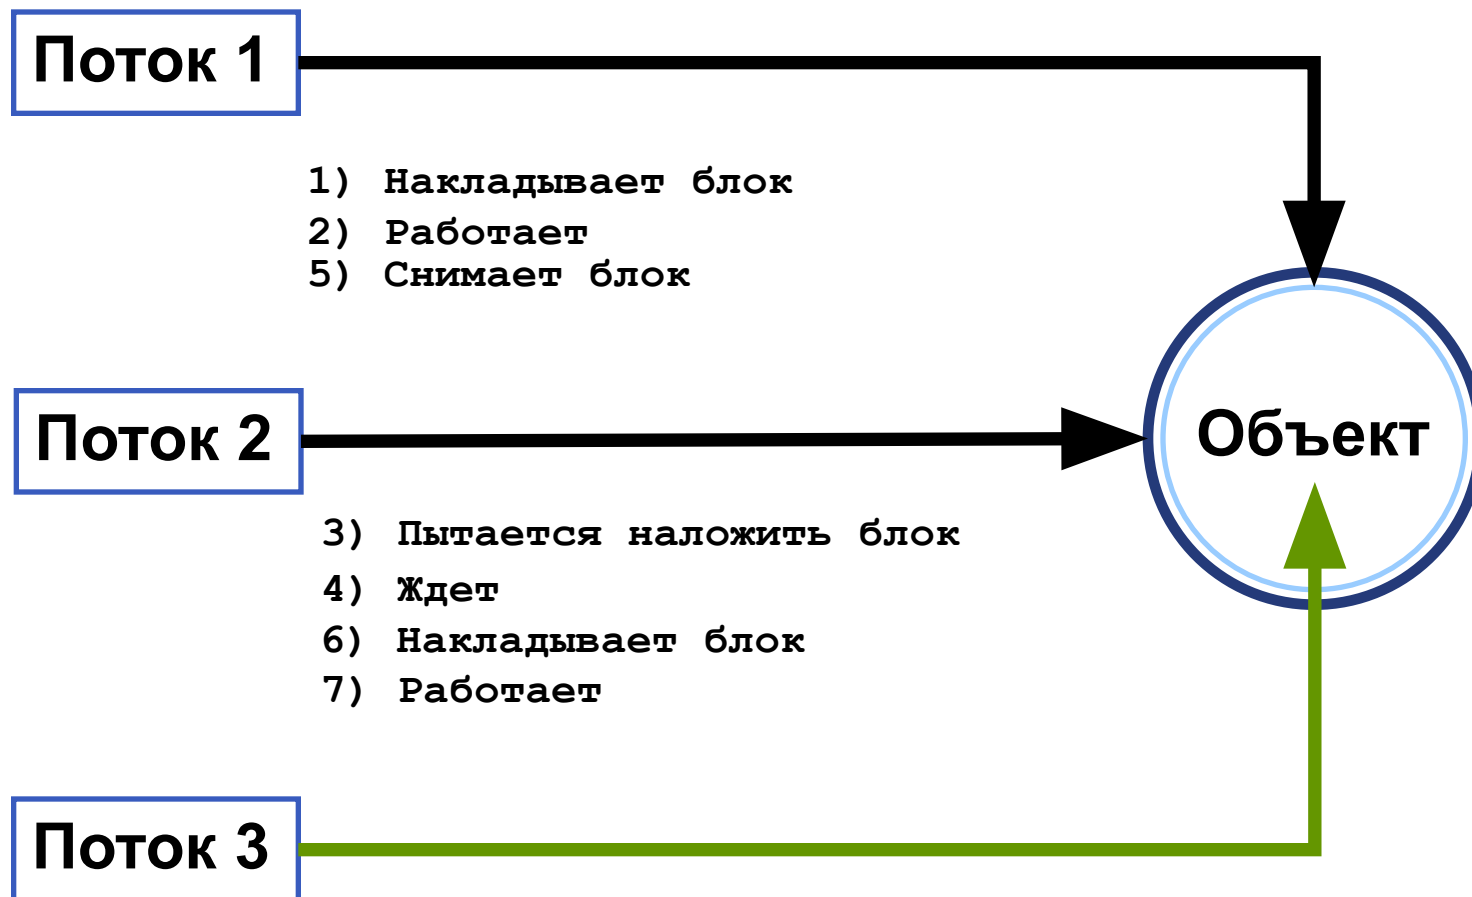 Поток 1
1) Накладывает блок
2) Работает
5) Снимает блок
Поток 2
Объект
3) Пытается наложить блок
4) Ждет
6) Накладывает блок
7) Работает
Поток 3